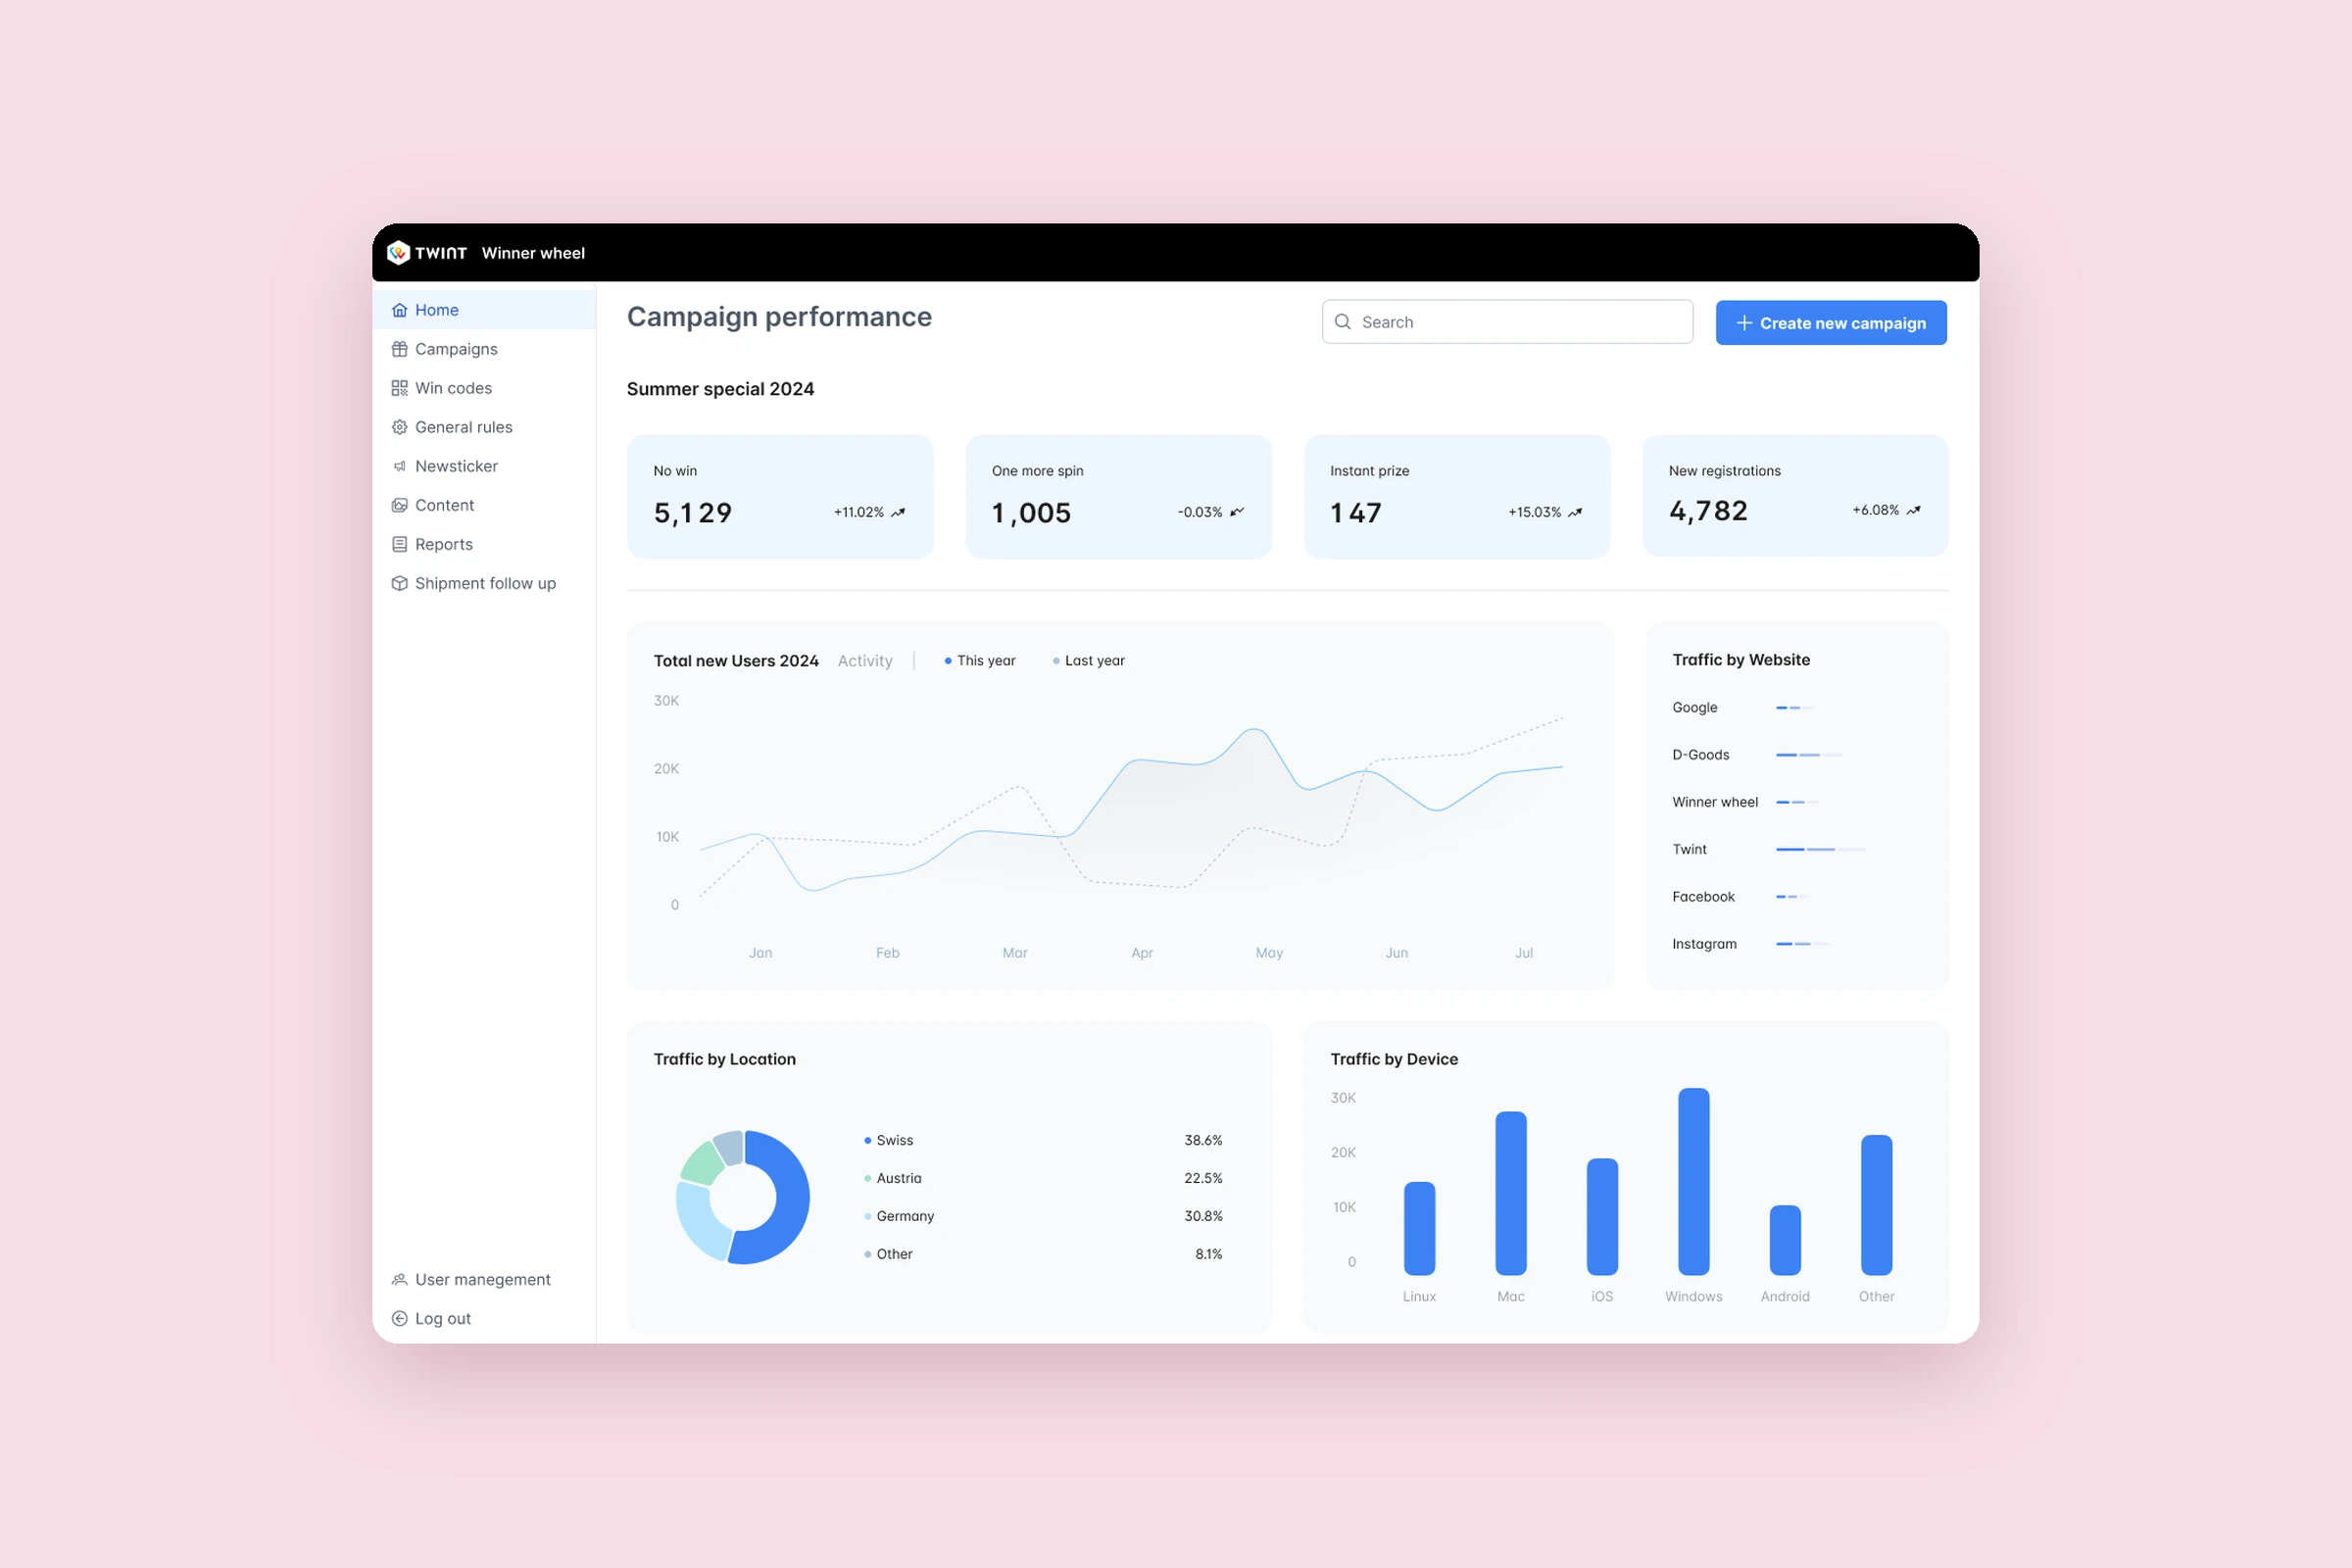 TWINT Winner wheel
Home
Campaigns
Win codes
General rules
Newsticker
Content
Reports
Shipment follow up
User manegement
Log out
Campaign performance
Search
Create new campaign
Summer special 2024
No win
5,129 +11.02%
One more spin
1,005 -0.03%
Instant prize
147 +15.03%
New registrations
4,782 +6.08%
Total new Users 2024 Activity This year Last year
30K
20K
10K
0
Jan Feb Mar Apr May Jun Jul
Traffic by Website
Google
D-Goods
Winner wheel
Twint
Facebook
Instagram
Traffic by Location
Swiss 38.6%
Austria 22.5%
Germany 30.8%
Other 8.1%
Traffic by Device
30K
20K
10K
0
Linux Mac iOS Windows Android Other